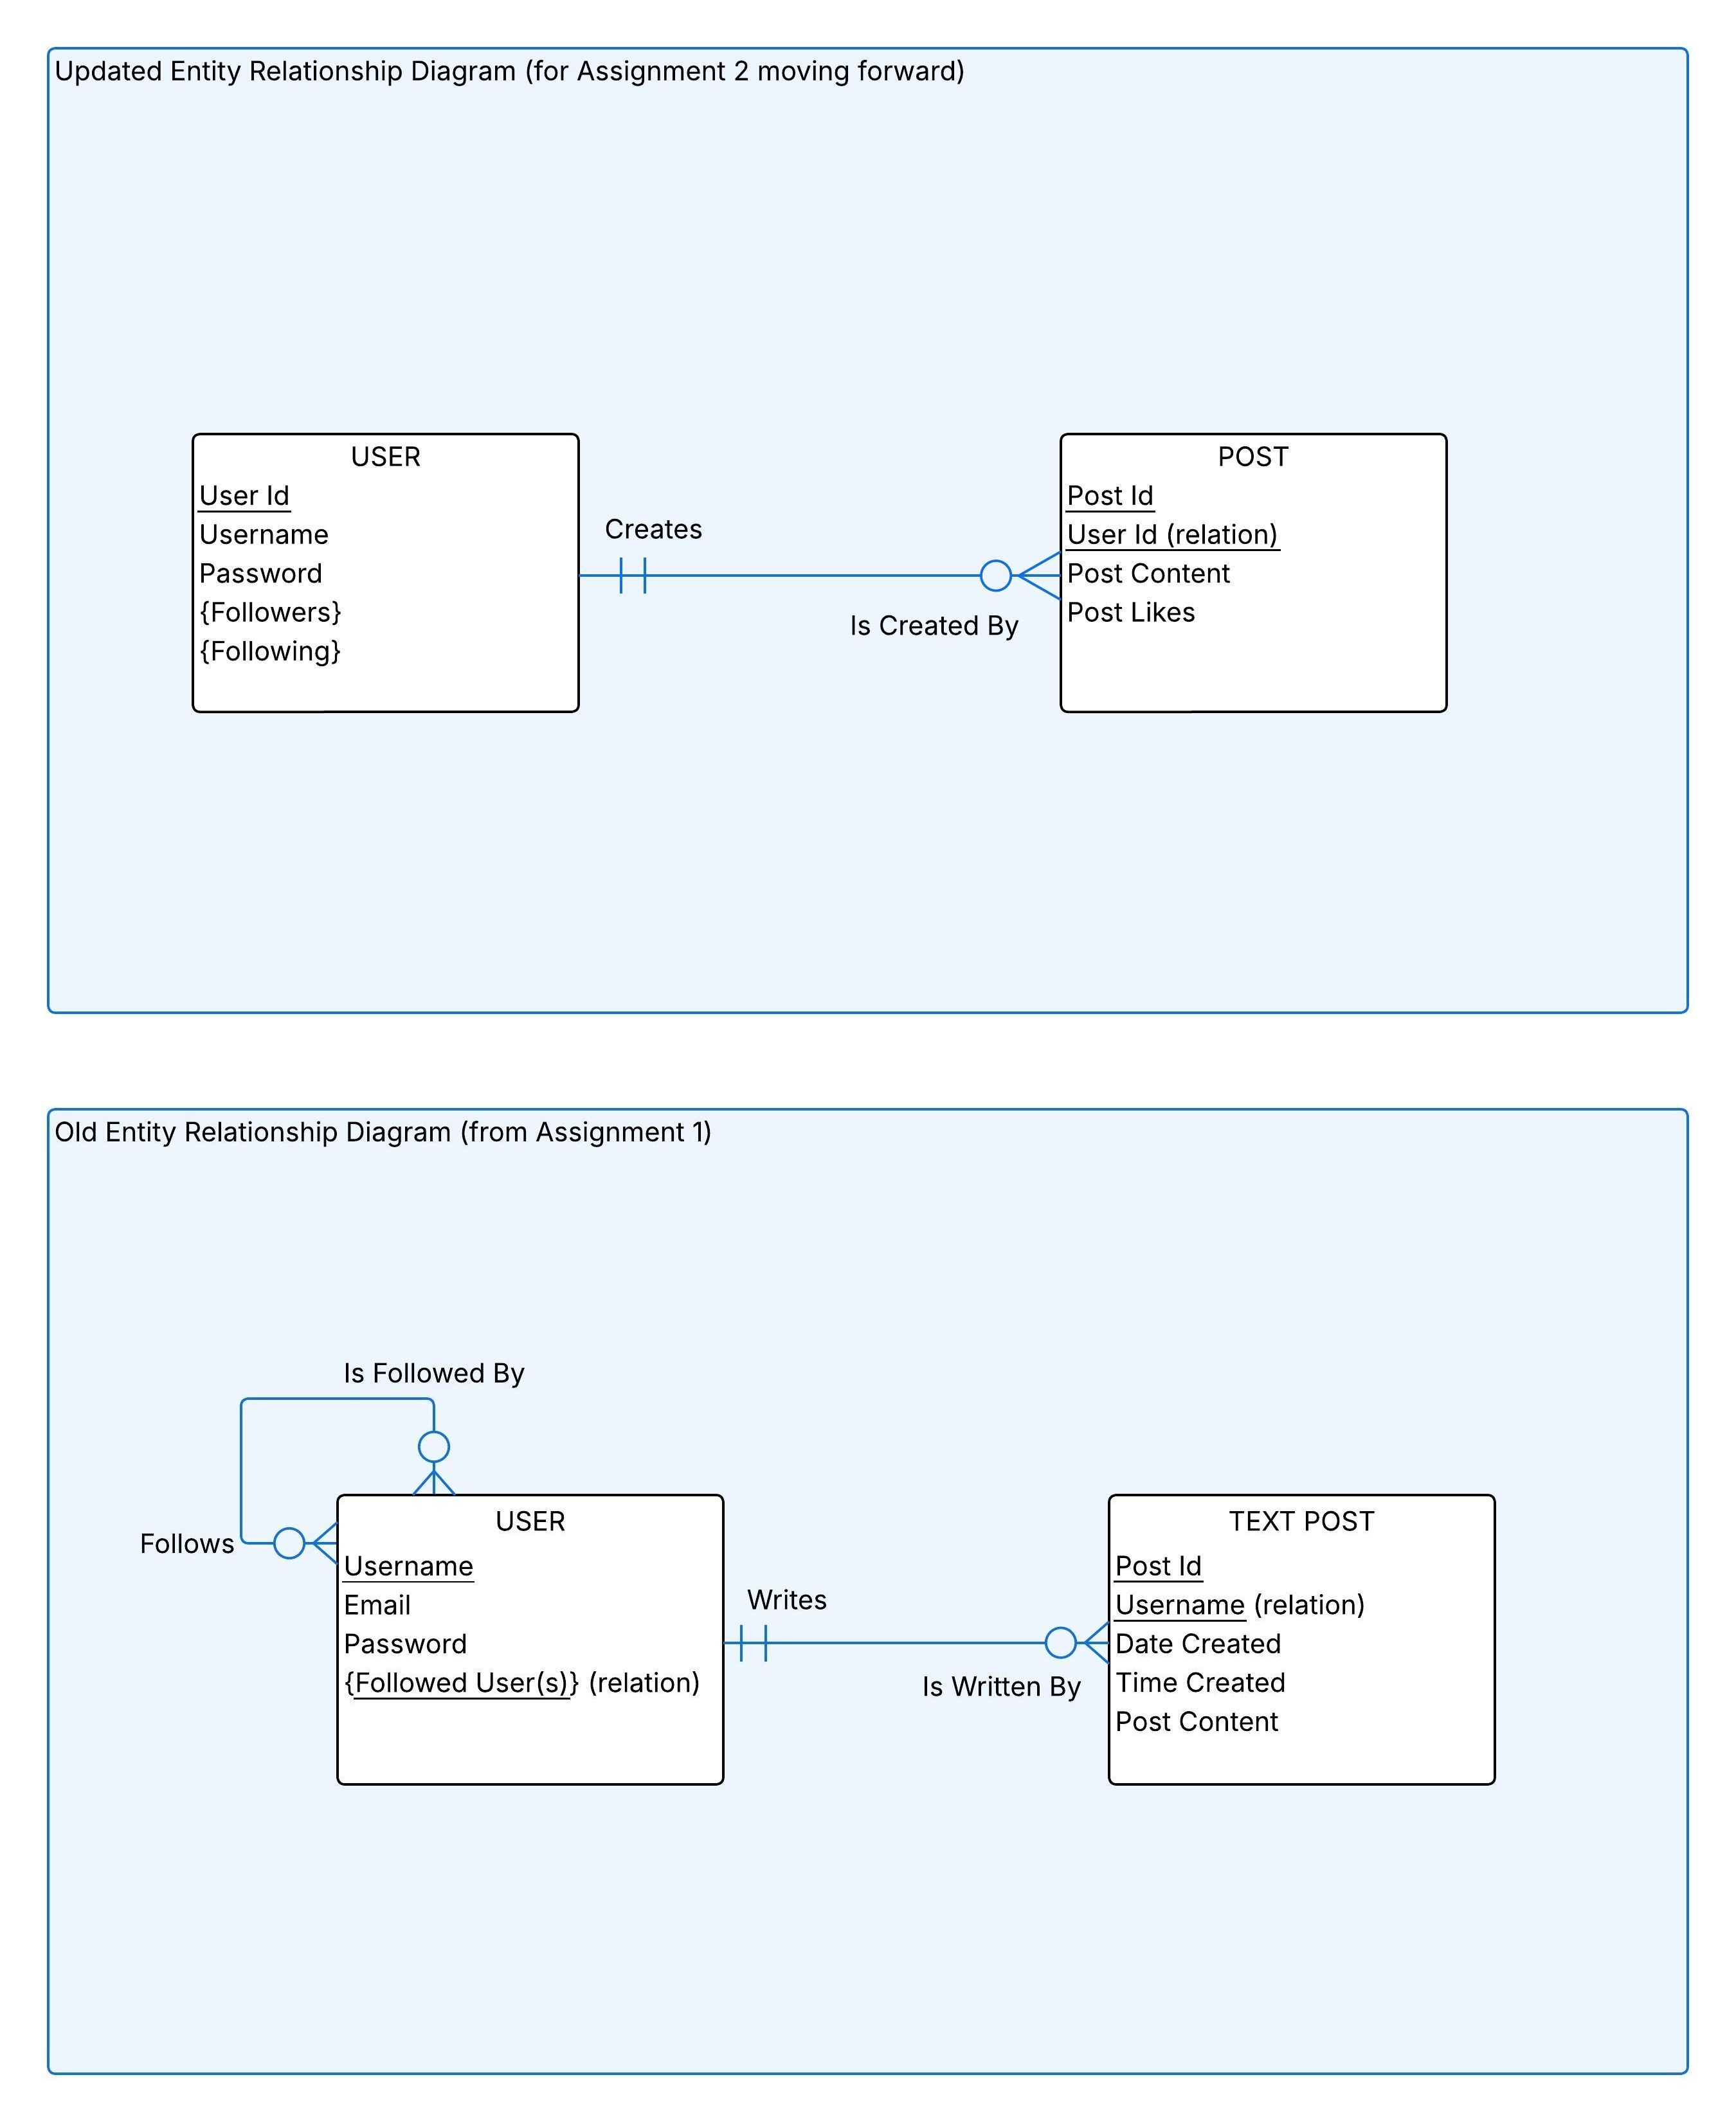 Updated Entity Relationship Diagram (for Assignment 2 moving forward)
USER
User Id
Username
Password
{Followers}
{Following}
Creates
Is Created By
POST
Post Id
User Id (relation)
Post Content
Post Likes
Old Entity Relationship Diagram (from Assignment 1)
Is Followed By
Follows
USER
Username
Email
Password
{Followed User(s)} (relation)
Writes
Is Written By
TEXT POST
Post Id
Username (relation)
Date Created
Time Created
Post Content